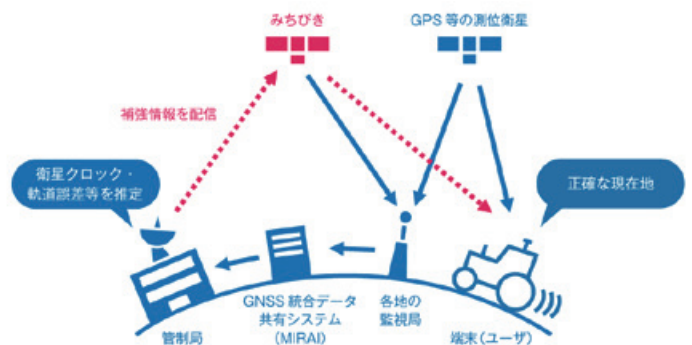 みちびき
GPS 等の測位衛星
補強情報を配信
衛星クロック・
軌道誤差等を推定
正確な現在地
GNSS 統合データ
共有システム
(MIRAI)
各地の
監視局
管制局
端末(ユーザ)